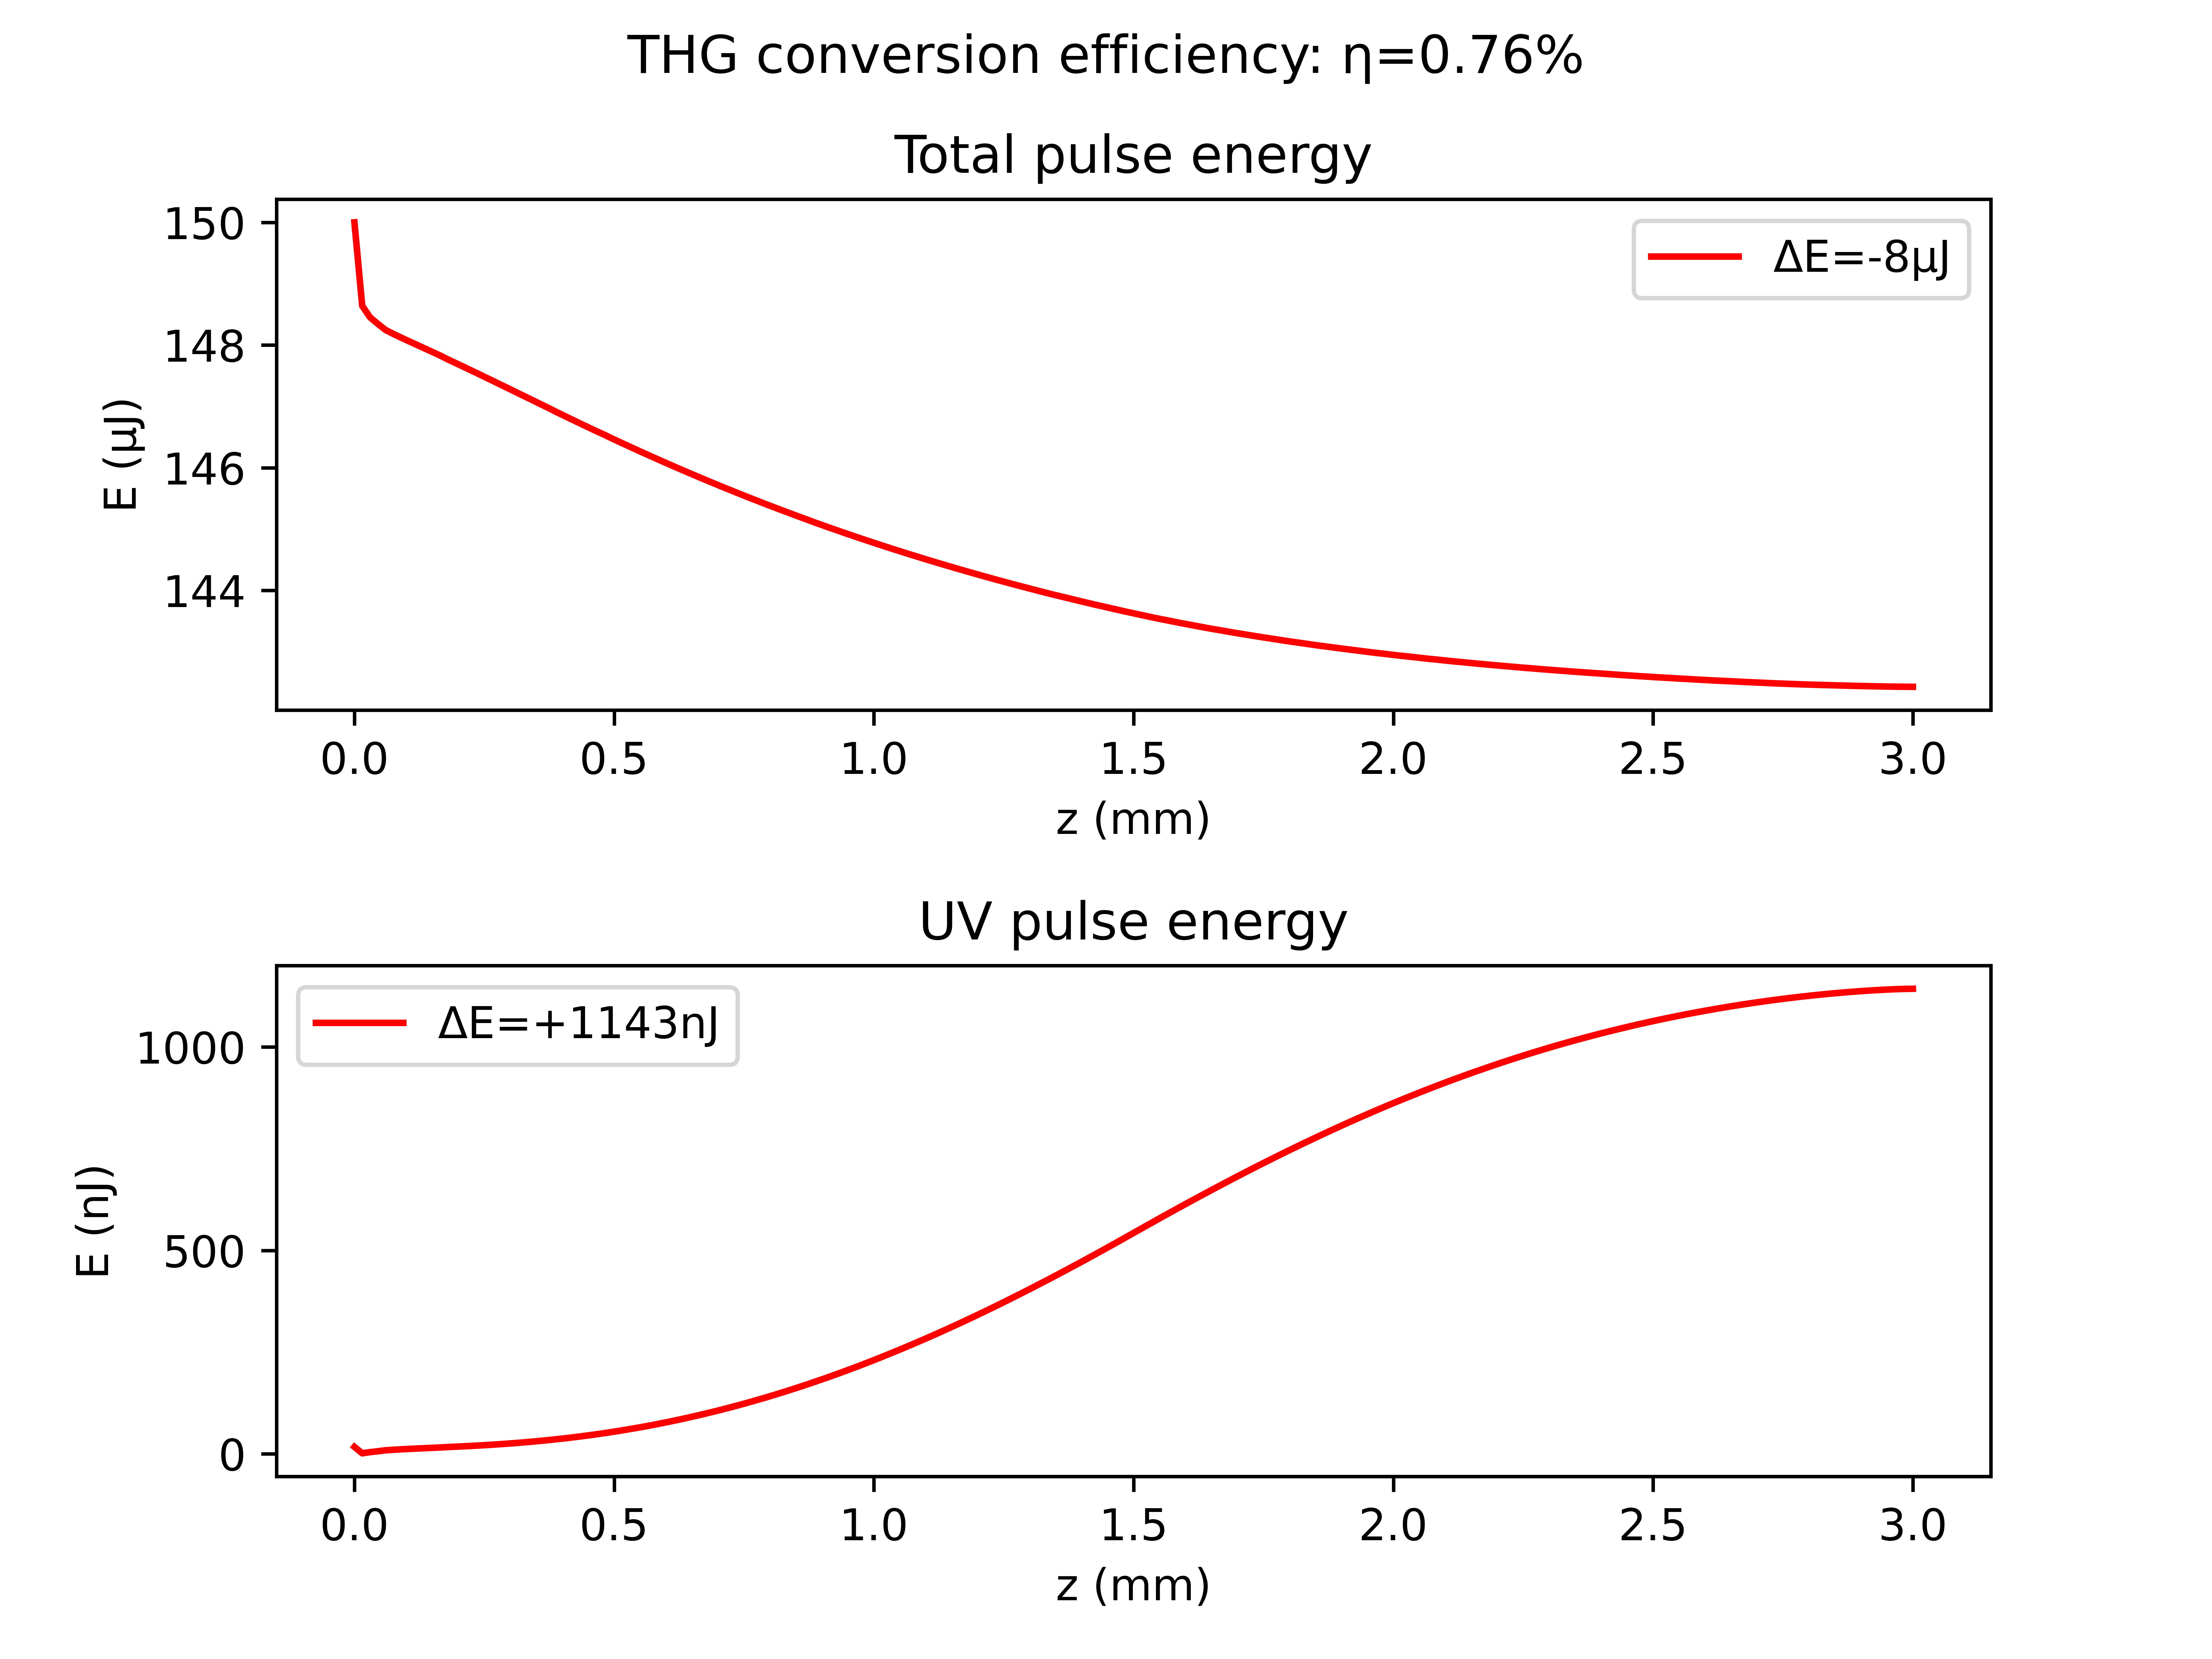 THG conversion efficiency: η=0.76%
Total pulse energy
ΔE=-8μJ
E (μJ)
150
148
146
144
0.0 0.5 1.0 1.5 2.0 2.5 3.0
z (mm)
UV pulse energy
ΔE=+1143nJ
E (nJ)
1000
500
0
0.0 0.5 1.0 1.5 2.0 2.5 3.0
z (mm)